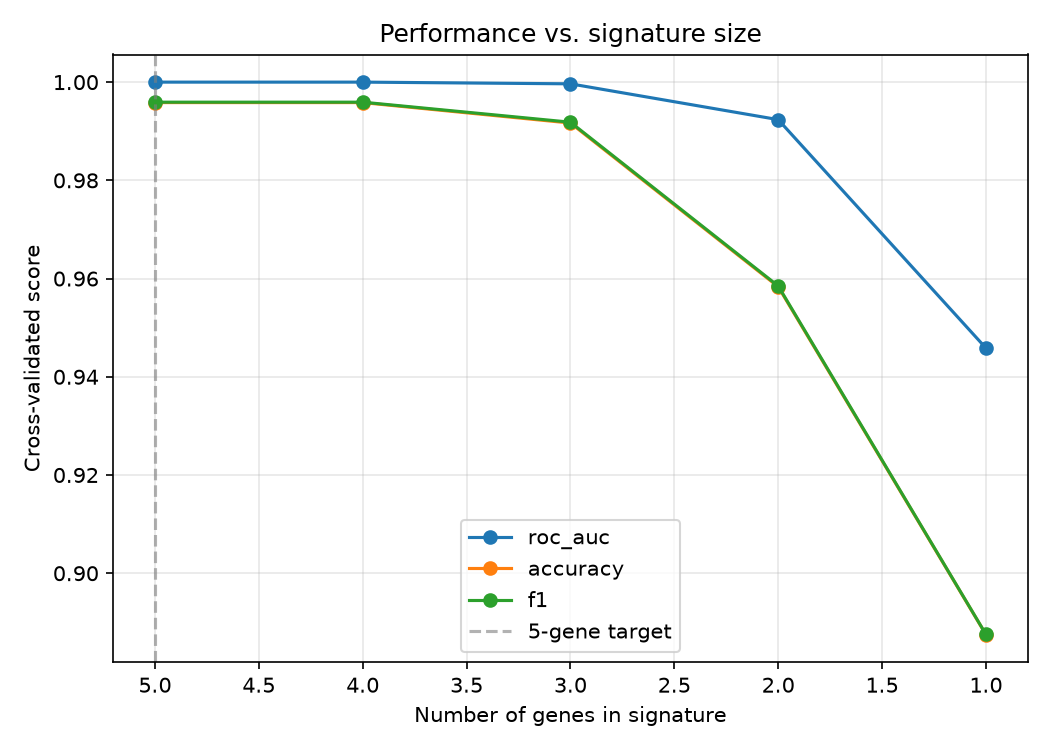 Performance vs. signature size
Cross-validated score
1.00
0.98
0.96
0.94
0.92
0.90
roc_auc
accuracy
f1
5-gene target
5.0 4.5 4.0 3.5 3.0 2.5 2.0 1.5 1.0
Number of genes in signature